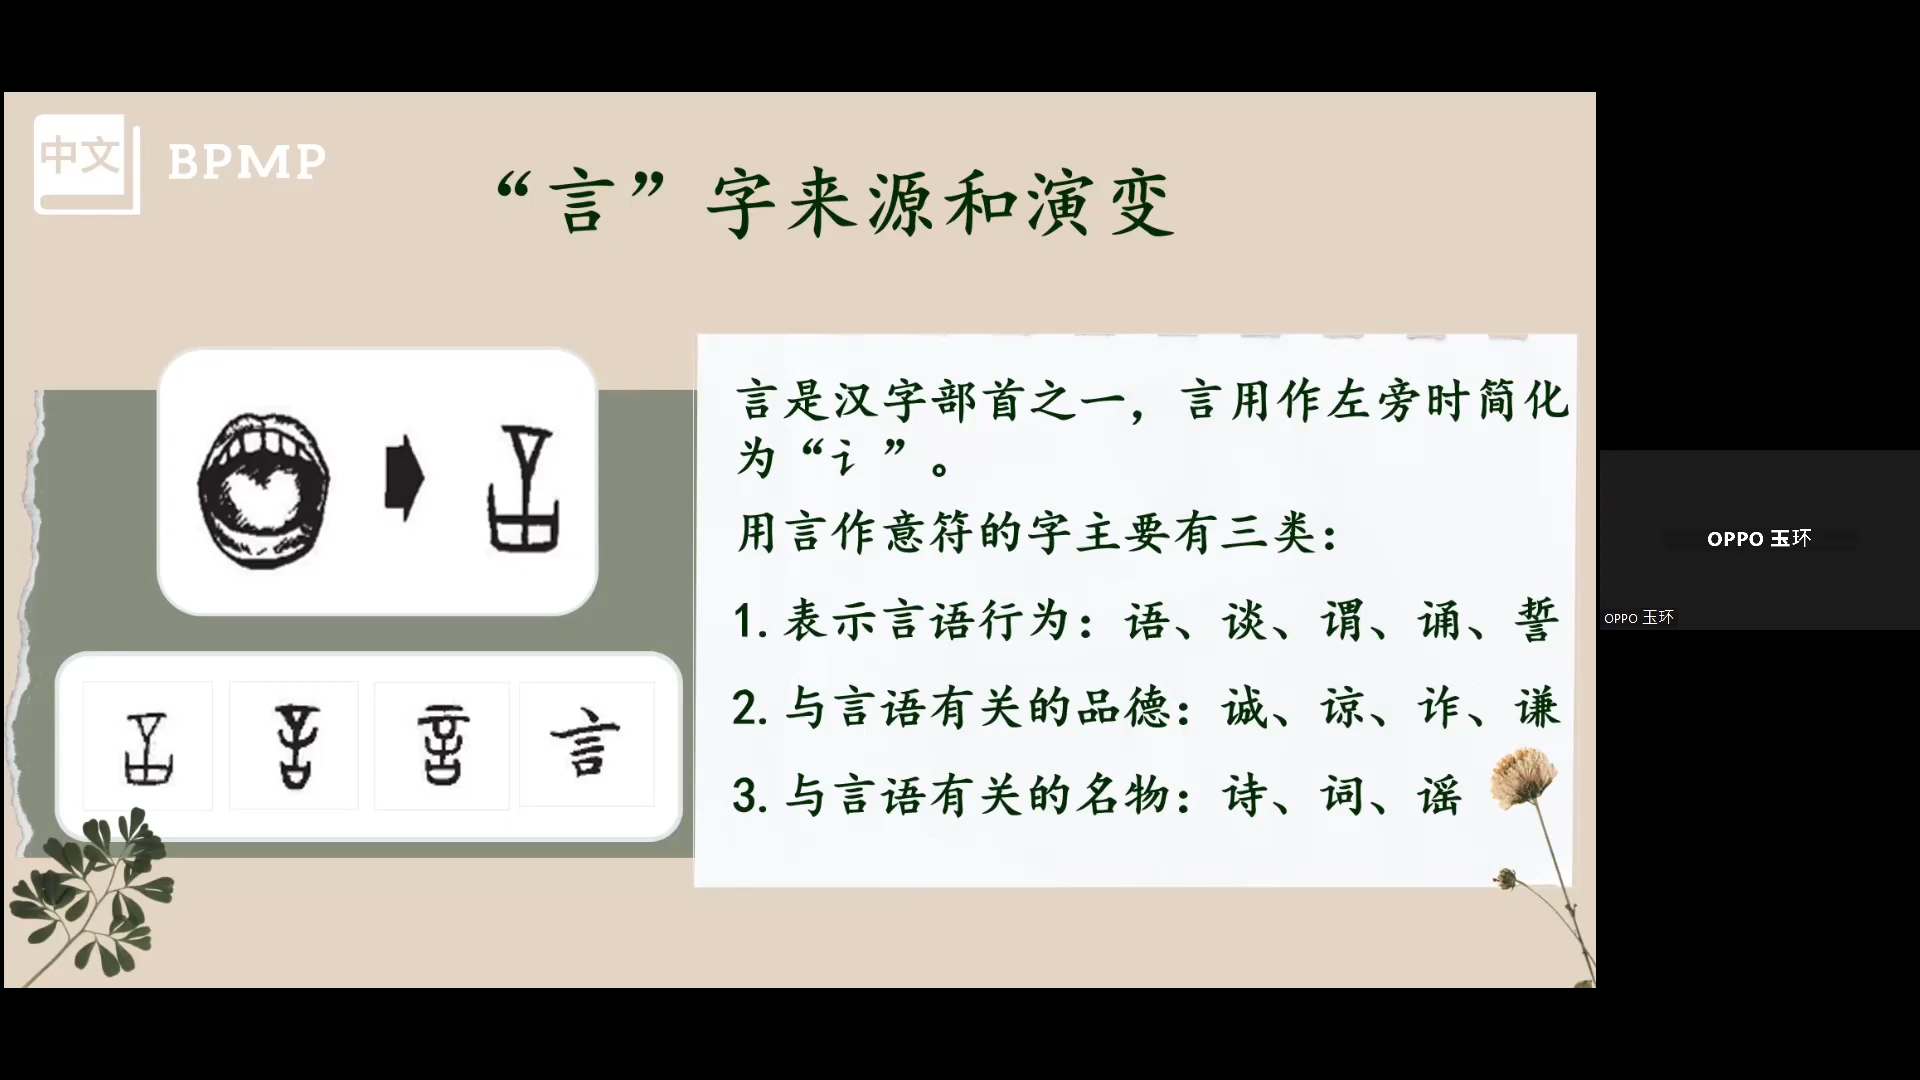 中文 BPMP
“言”字来源和演变
言是汉字部首之一，言用作左旁时简化
为“讠”。
用言作意符的字主要有三类：
1.表示言语行为：语、谈、谓、诵、誓
2.与言语有关的品德：诚、谅、诈、谦
3.与言语有关的名物：诗、词、谣
言
OPPO 玉环
OPPO 玉环